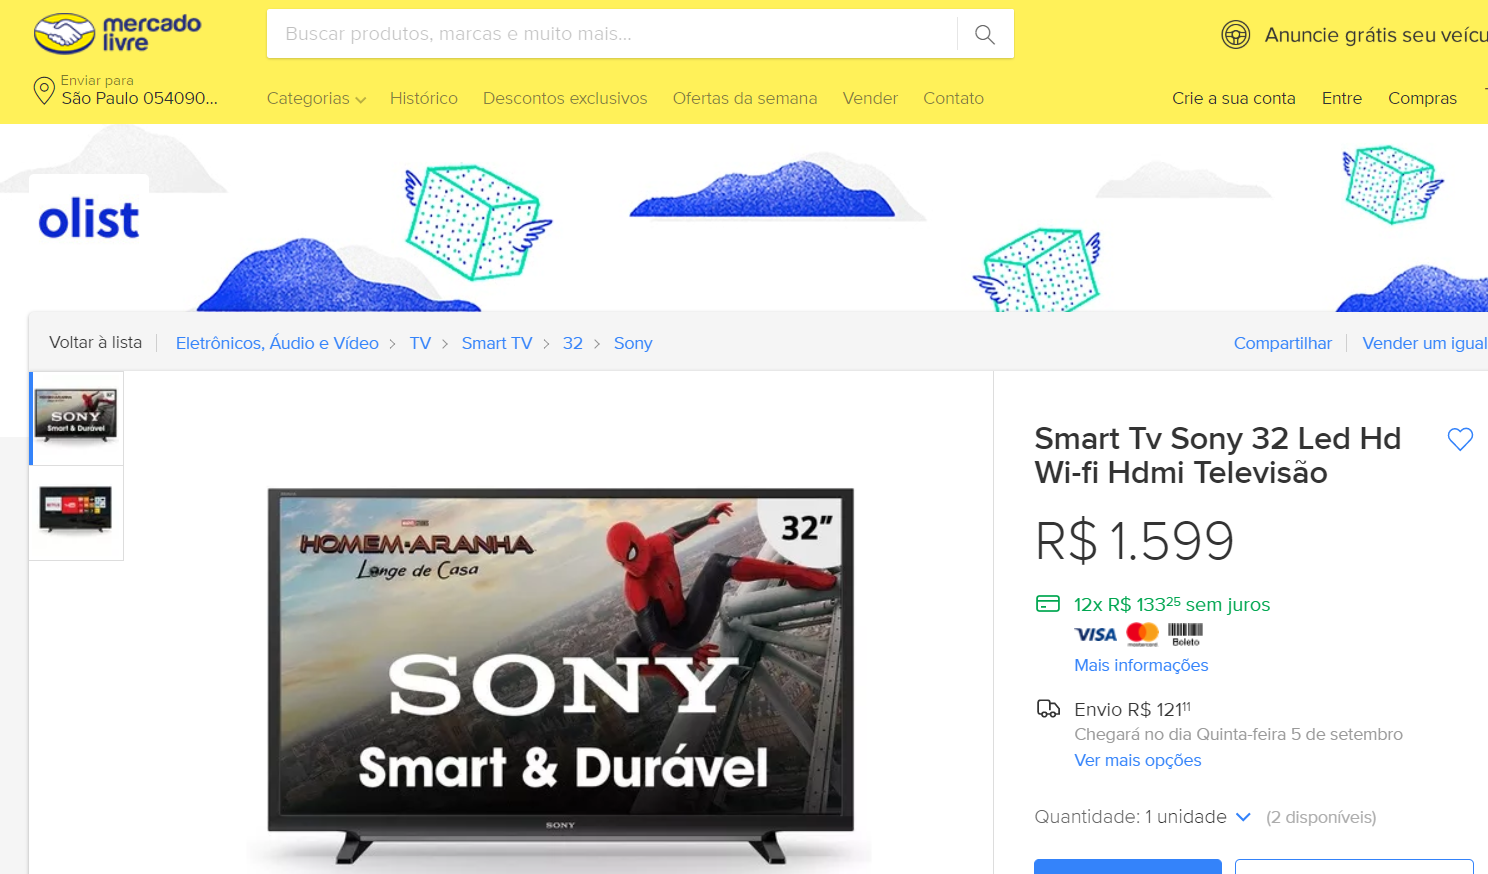 mercado
livre
Buscar produtos, marcas e muito mais...
Anuncie grátis seu veícu
Enviar para
São Paulo 054090...
Categorias
Histórico
Descontos exclusivos
Ofertas da semana
Vender
Contato
Crie a sua conta
Entre
Compras
olist
Voltar à lista
Eletrônicos, Áudio e Vídeo > TV > Smart TV > 32 > Sony
Compartilhar
Vender um igual
SONY
Smart & Durável
32”
HOMEM-ARANHA
Longe de Casa
SONY
Smart & Durável
SONY
Smart Tv Sony 32 Led Hd
Wi-fi Hdmi Televisão
R$ 1.599
12x R$ 13325 sem juros
VISA
mastercard
Boleto
Mais informações
Envio R$ 12111
Chegará no dia Quinta-feira 5 de setembro
Ver mais opções
Quantidade: 1 unidade (2 disponíveis)